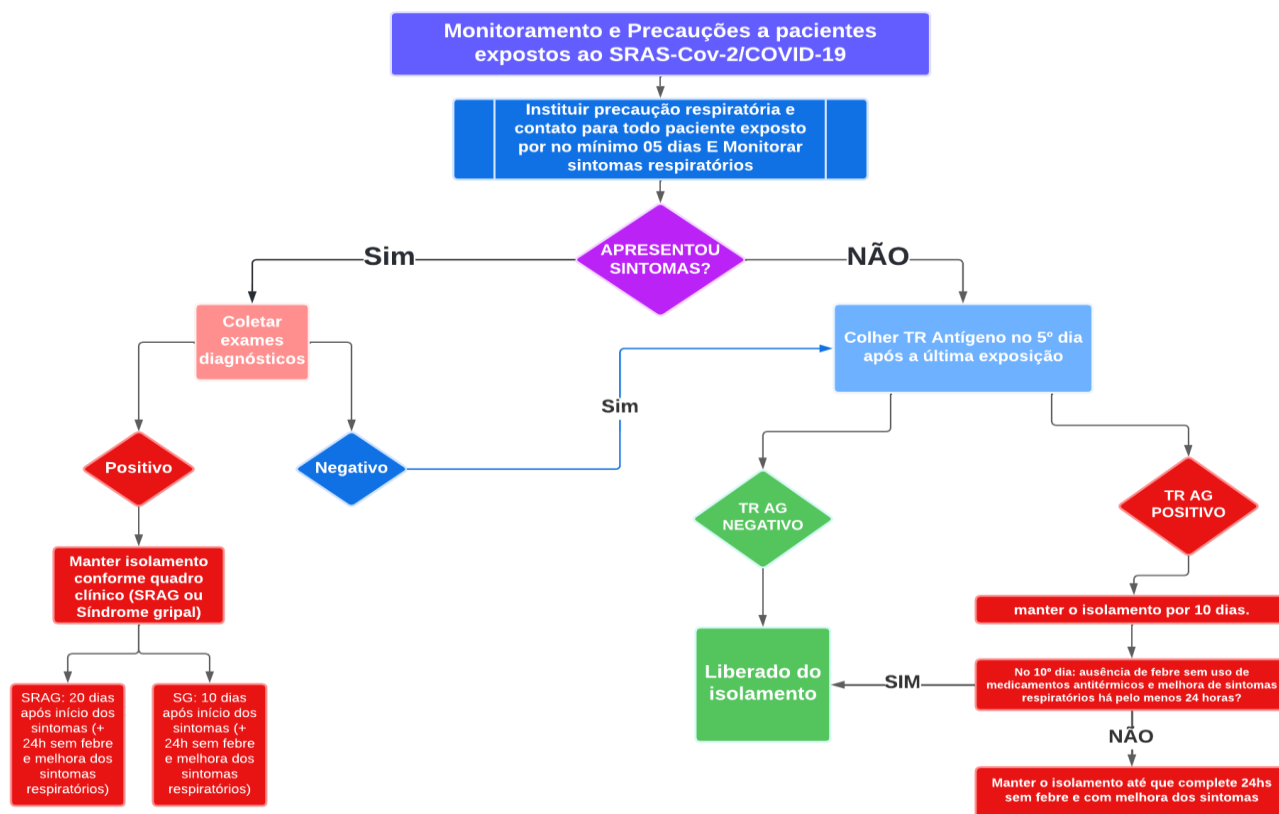 Monitoramento e Precauções a pacientes
expostos ao SRAS-Cov-2/COVID-19
Instituir precaução respiratória e
contato para todo paciente exposto
por no mínimo 05 dias E Monitorar
sintomas respiratórios
APRESENTOU
SINTOMAS?
Sim
NÃO
Coletar
exames
diagnósticos
Colher TR Antígeno no 5º dia
após a última exposição
Sim
Positivo
Negativo
TR AG
NEGATIVO
TR AG
POSITIVO
Manter isolamento
conforme quadro
clínico (SRAG ou
Síndrome gripal)
manter o isolamento por 10 dias.
Liberado do
isolamento
SIM
No 10º dia: ausência de febre sem uso de
medicamentos antitérmicos e melhora de sintomas
respiratórios há pelo menos 24 horas?
SRAG: 20 dias
após início dos
sintomas (+
24h sem febre
e melhora dos
sintomas
respiratórios)
SG: 10 dias
após início dos
sintomas (+
24h sem febre
e melhora dos
sintomas
respiratórios)
NÃO
Manter o isolamento até que complete 24hs
sem febre e com melhora dos sintomas